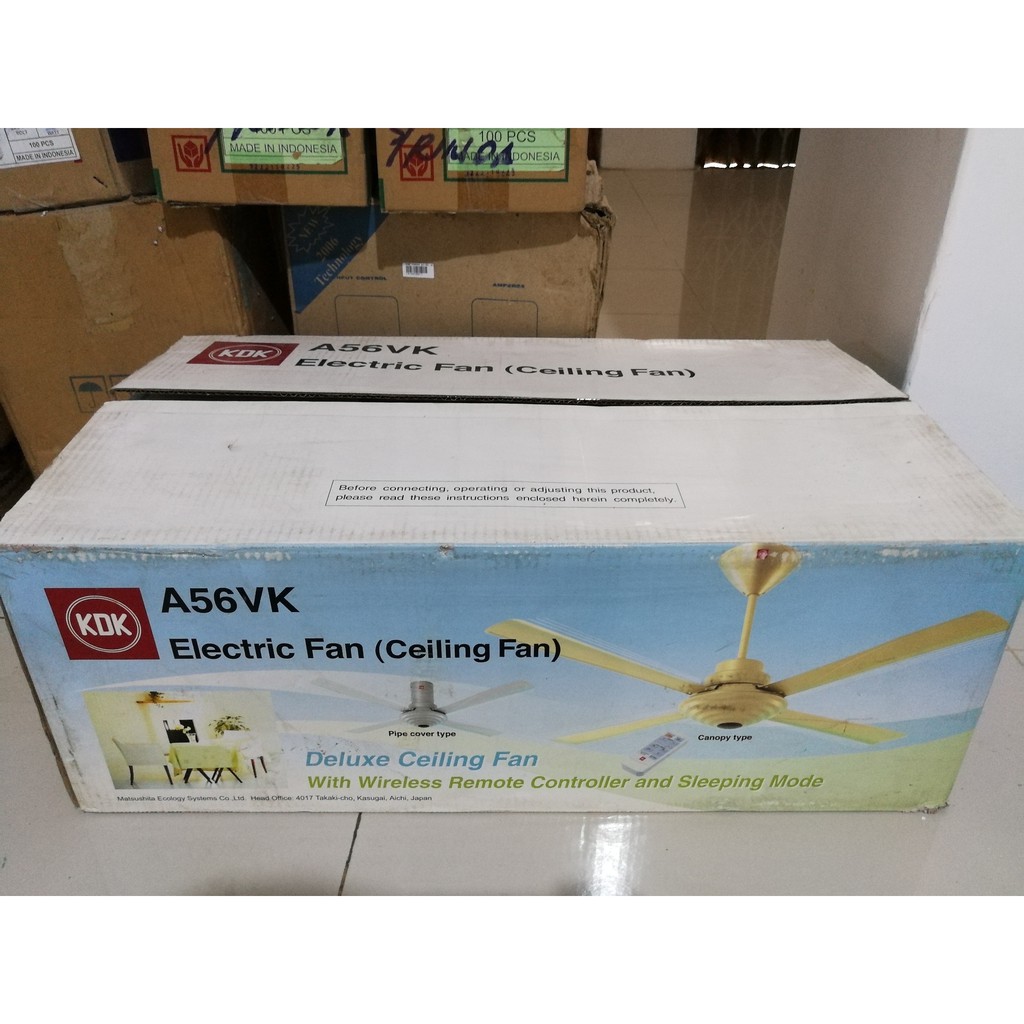 100 PCS
100 PCS
MADE IN INDONESIA
100 PCS
MADE IN INDONESIA
NEW
2006
Technology
AMPUREX
KDK
A56VK
Electric Fan (Ceiling Fan)
Before connecting, operating or adjusting this product,
please read these instructions enclosed herein completely.
KDK
A56VK
Electric Fan (Ceiling Fan)
Pipe cover type
Canopy type
Deluxe Ceiling Fan
With Wireless Remote Controller and Sleeping Mode
Matsushita Ecology Systems Co.,Ltd. Head Office: 4017 Takaki-cho, Kasugai, Aichi, Japan